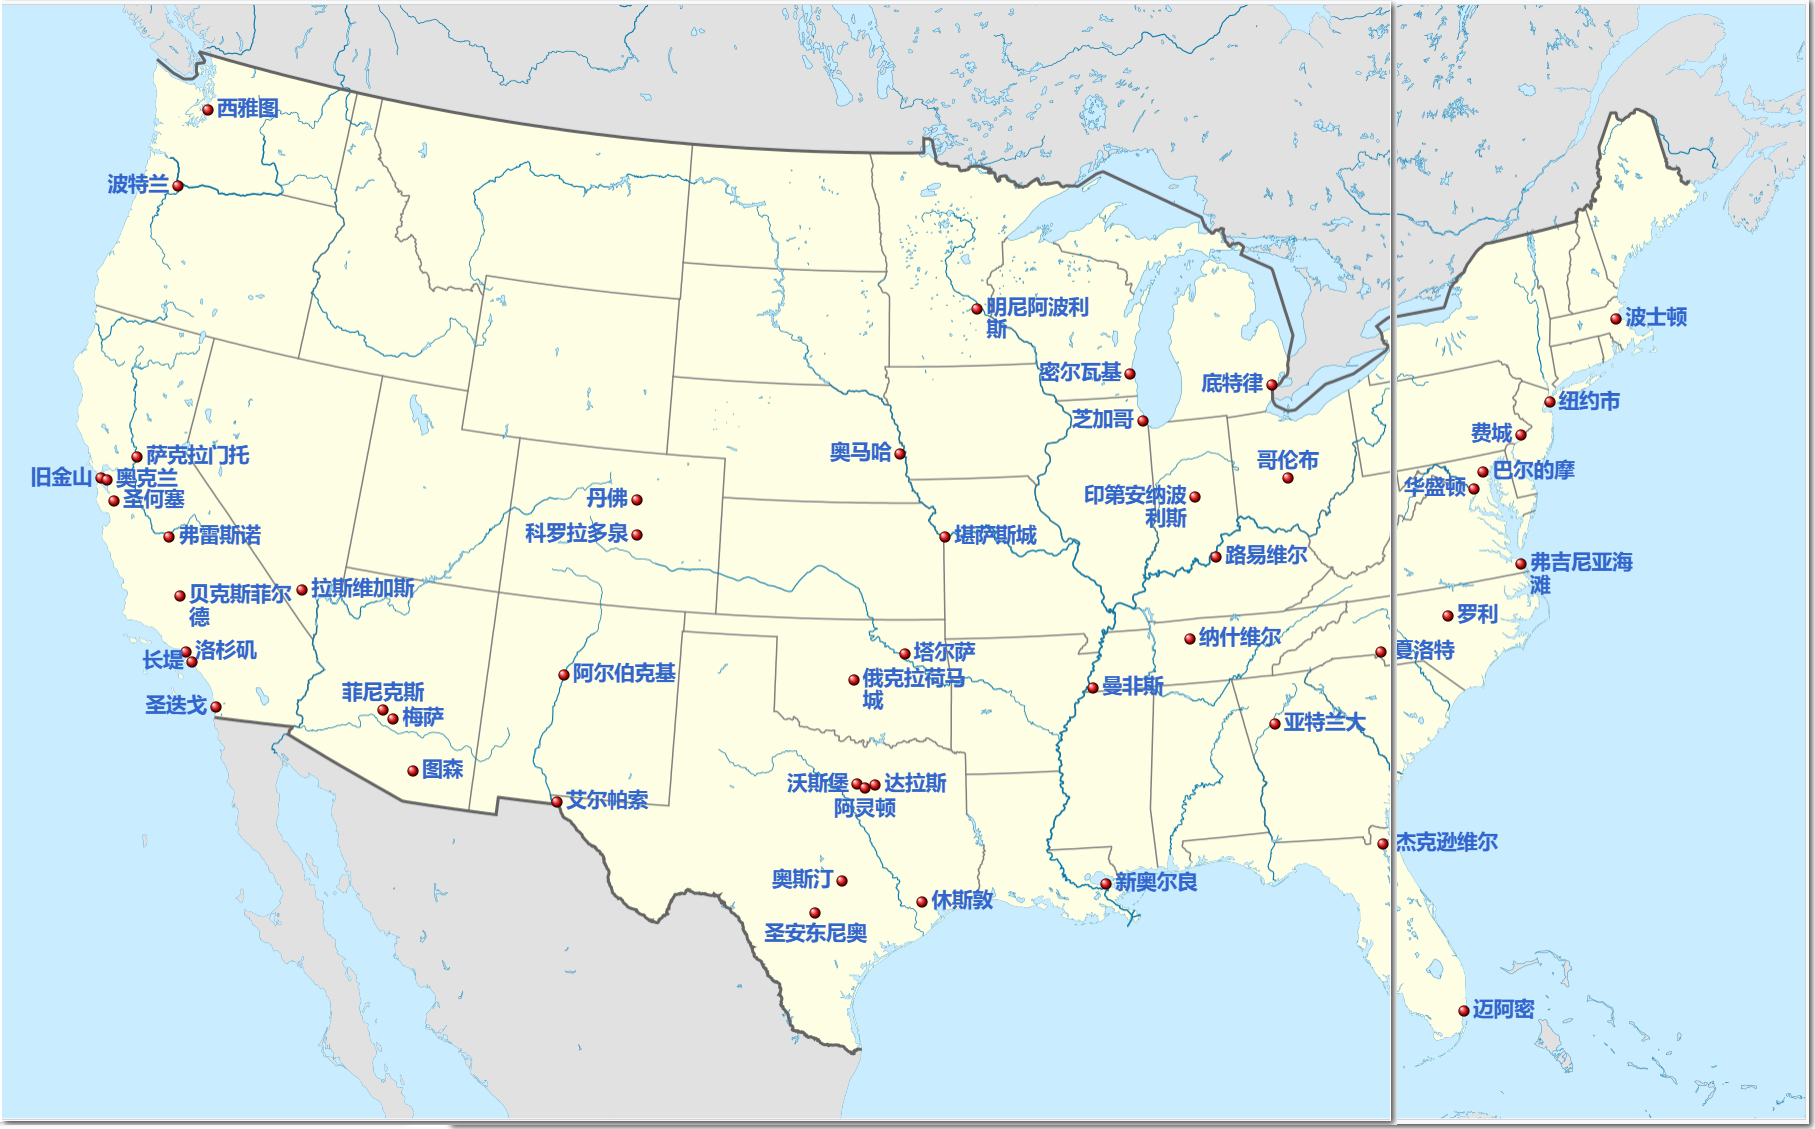 西雅图
波特兰
明尼阿波利
斯
波士顿
密尔瓦基
底特律
纽约市
芝加哥
费城
萨克拉门托
奥马哈
哥伦布
巴尔的摩
旧金山
奥克兰
华盛顿
圣何塞
丹佛
印第安纳波
利斯
弗雷斯诺
科罗拉多泉
堪萨斯城
路易维尔
弗吉尼亚海
滩
贝克斯菲尔
德
拉斯维加斯
罗利
纳什维尔
洛杉矶
长堤
塔尔萨
夏洛特
阿尔伯克基
俄克拉荷马
城
曼非斯
菲尼克斯
圣迭戈
梅萨
亚特兰大
图森
沃斯堡
达拉斯
艾尔帕索
阿灵顿
杰克逊维尔
奥斯汀
新奥尔良
休斯敦
圣安东尼奥
迈阿密